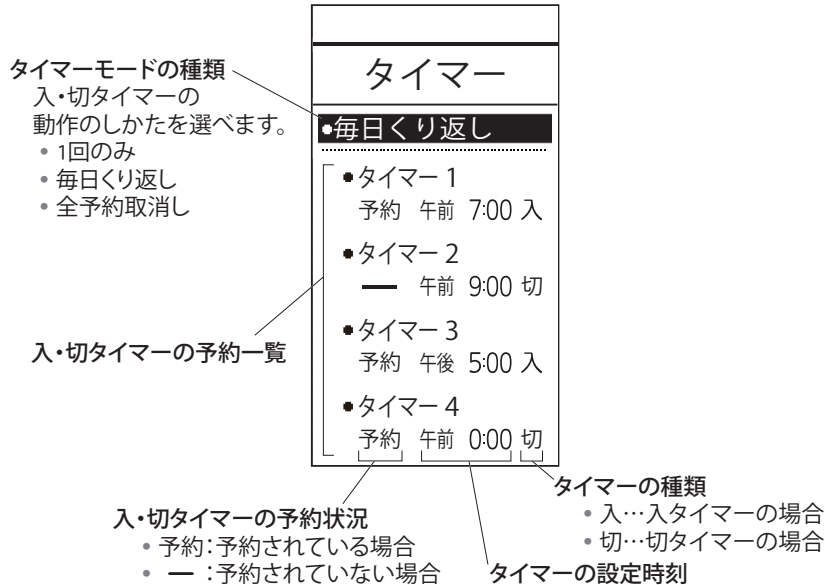 タイマー
タイマーモードの種類
入・切タイマーの
動作のしかたを選べます。
• 1回のみ
• 毎日くり返し
• 全予約取消し
•毎日くり返し
•タイマー 1
予約 午前 7:00 入
•タイマー 2
— 午前 9:00 切
•タイマー 3
予約 午後 5:00 入
•タイマー 4
予約 午前 0:00 切
入・切タイマーの予約一覧
タイマーの種類
• 入…入タイマーの場合
• 切…切タイマーの場合
入・切タイマーの予約状況
• 予約：予約されている場合
• — ：予約されていない場合
タイマーの設定時刻